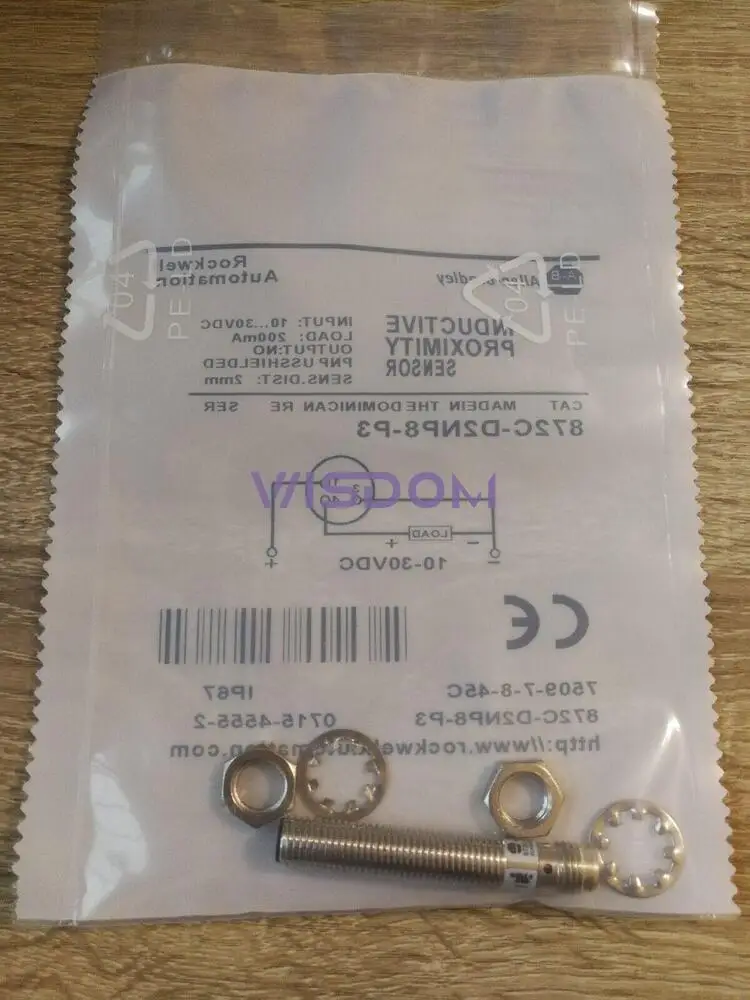 04
PE-LD
04
PE-LD
A-B
Allen-Bradley
Rockwel
Automation
INDUCTIVE
PROXIMITY
SENSOR
INPUT: 10...30VDC
LOAD: 200mA
OUTPUT:NO
PNP USSHIELDED
SENS.DIST: 2mm
CAT MADEIN THE DOMINICAN RE SER
872C-D2NP8-P3
WISDOM
LOAD
+ -
+ -
10-30VDC
CE
7509-7-8-45C IP67
872C-D2NP8-P3 0715-4555-2
http://www.rockwelautomation.com